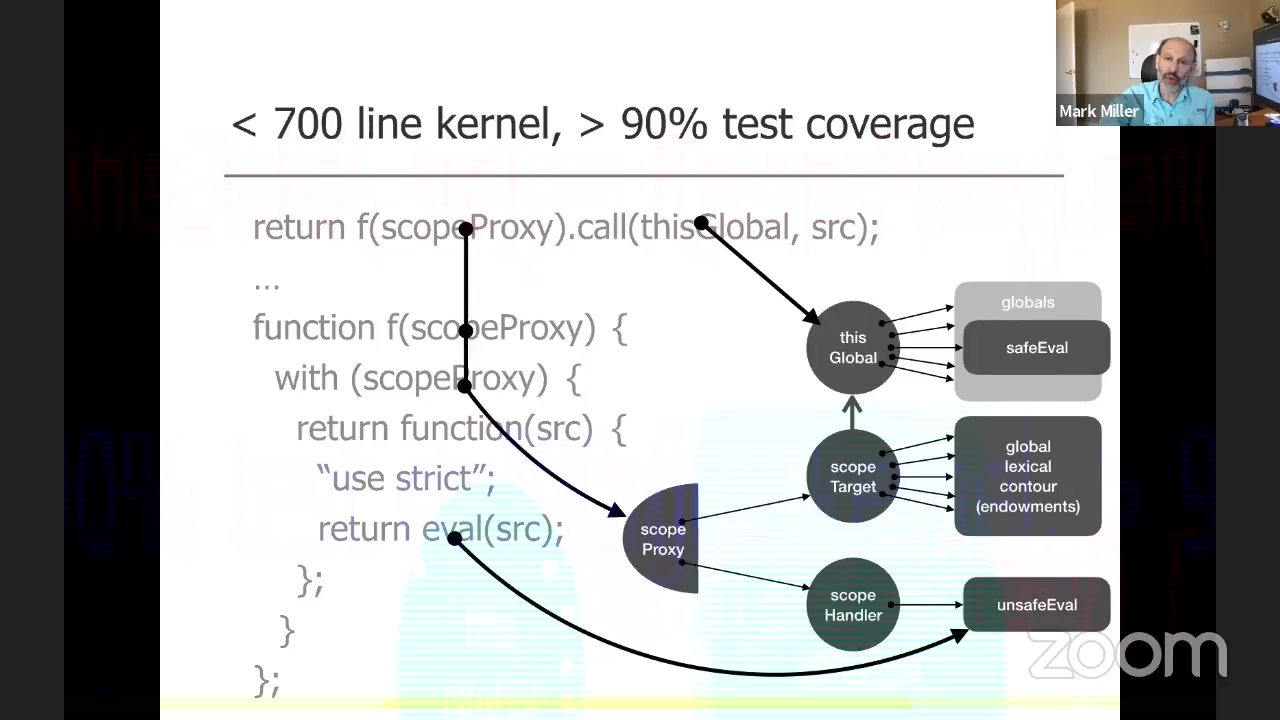 < 700 line kernel, > 90% test coverage
Mark Miller
return f(scopeProxy).call(thisGlobal, src);
...
function f(scopeProxy) {
with (scopeProxy) {
return function(src) {
“use strict”;
return eval(src);
};
}
};
this
Global
globals
safeEval
scope
Target
global
lexical
contour
(endowments)
scope
Proxy
scope
Handler
unsafeEval
zoom